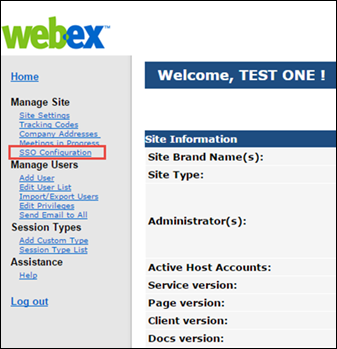 webex™
Home
Welcome, TEST ONE !
Manage Site
Site Settings
Tracking Codes
Company Addresses
Meetings in Progress
SSO Configuration
Manage Users
Add User
Edit User List
Import/Export Users
Edit Privileges
Send Email to All
Session Types
Add Custom Type
Session Type List
Assistance
Help
Log out
Site Information
Site Brand Name(s):
Site Type:
Administrator(s):
Active Host Accounts:
Service version:
Page version:
Client version:
Docs version: